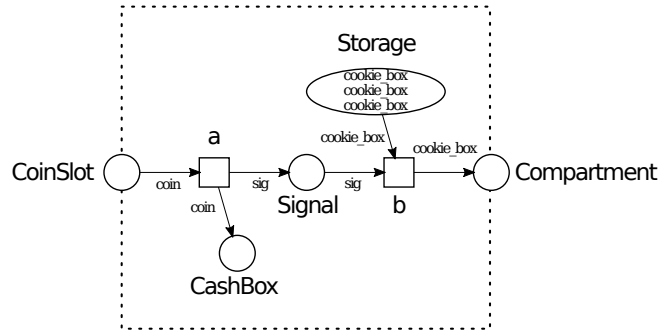 Storage
cookie_box
cookie_box
cookie_box
a
cookie_box
cookie_box
CoinSlot
coin
sig
sig
Compartment
coin
Signal
b
CashBox